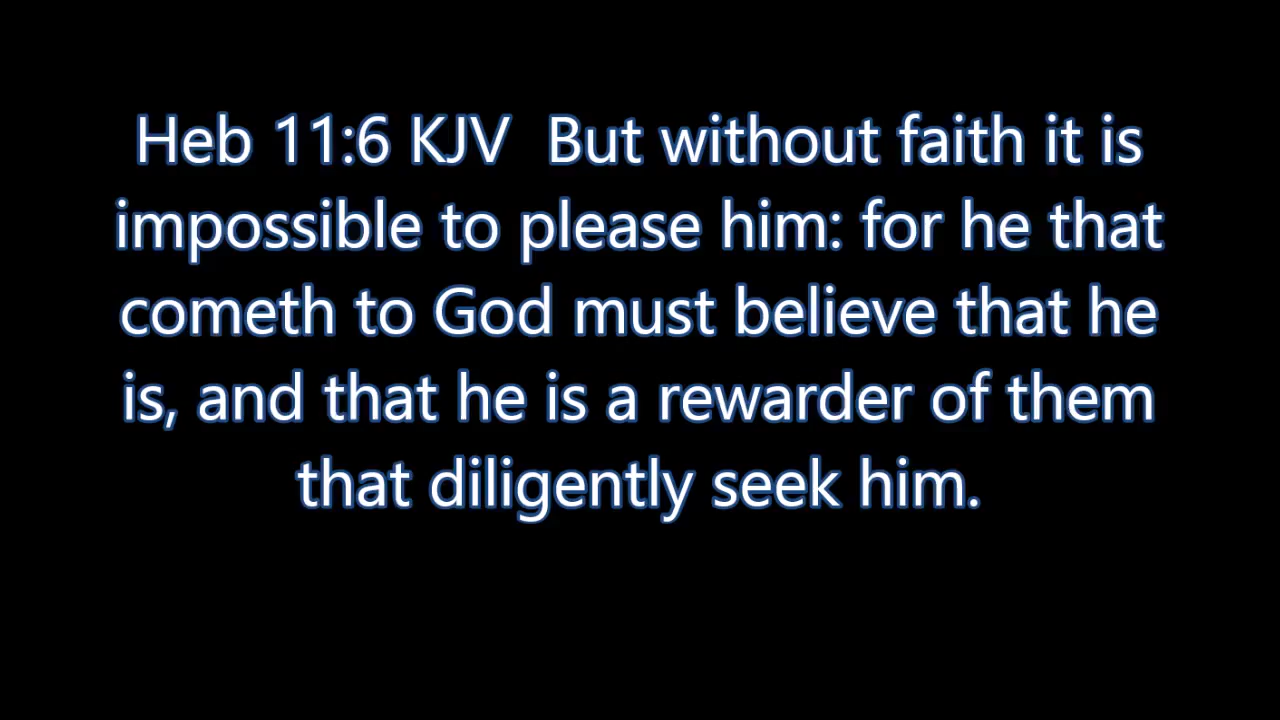 Heb 11:6 KJV  But without faith it is
impossible to please him: for he that
cometh to God must believe that he
is, and that he is a rewarder of them
that diligently seek him.